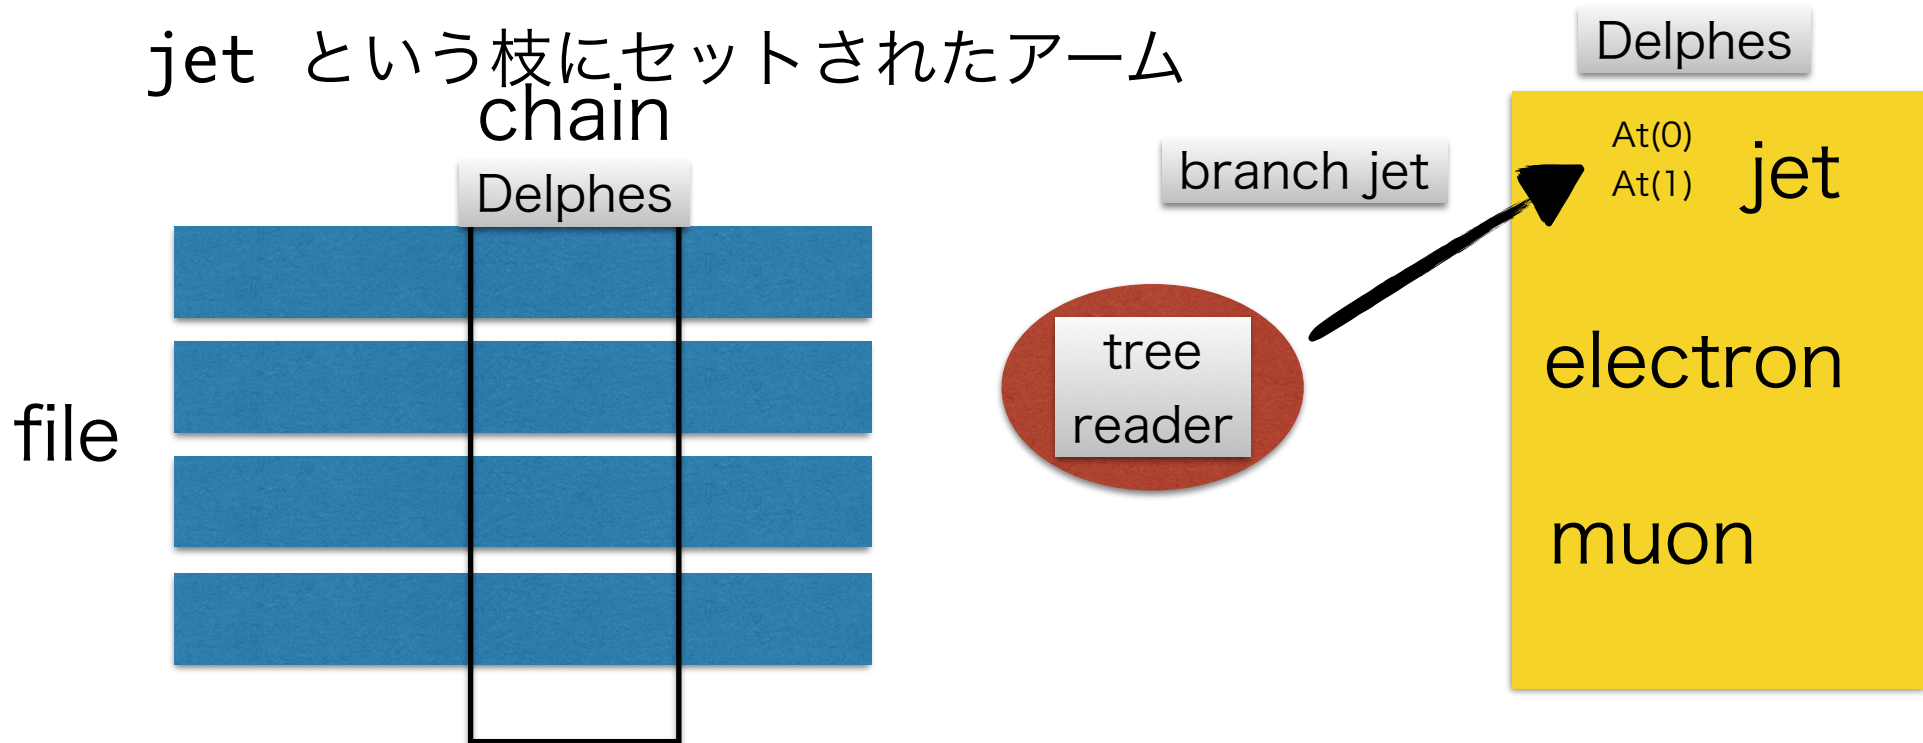 jet という枝にセットされたアーム
chain
Delphes
file
branch jet
tree
reader
Delphes
At(0)
At(1)
jet
electron
muon